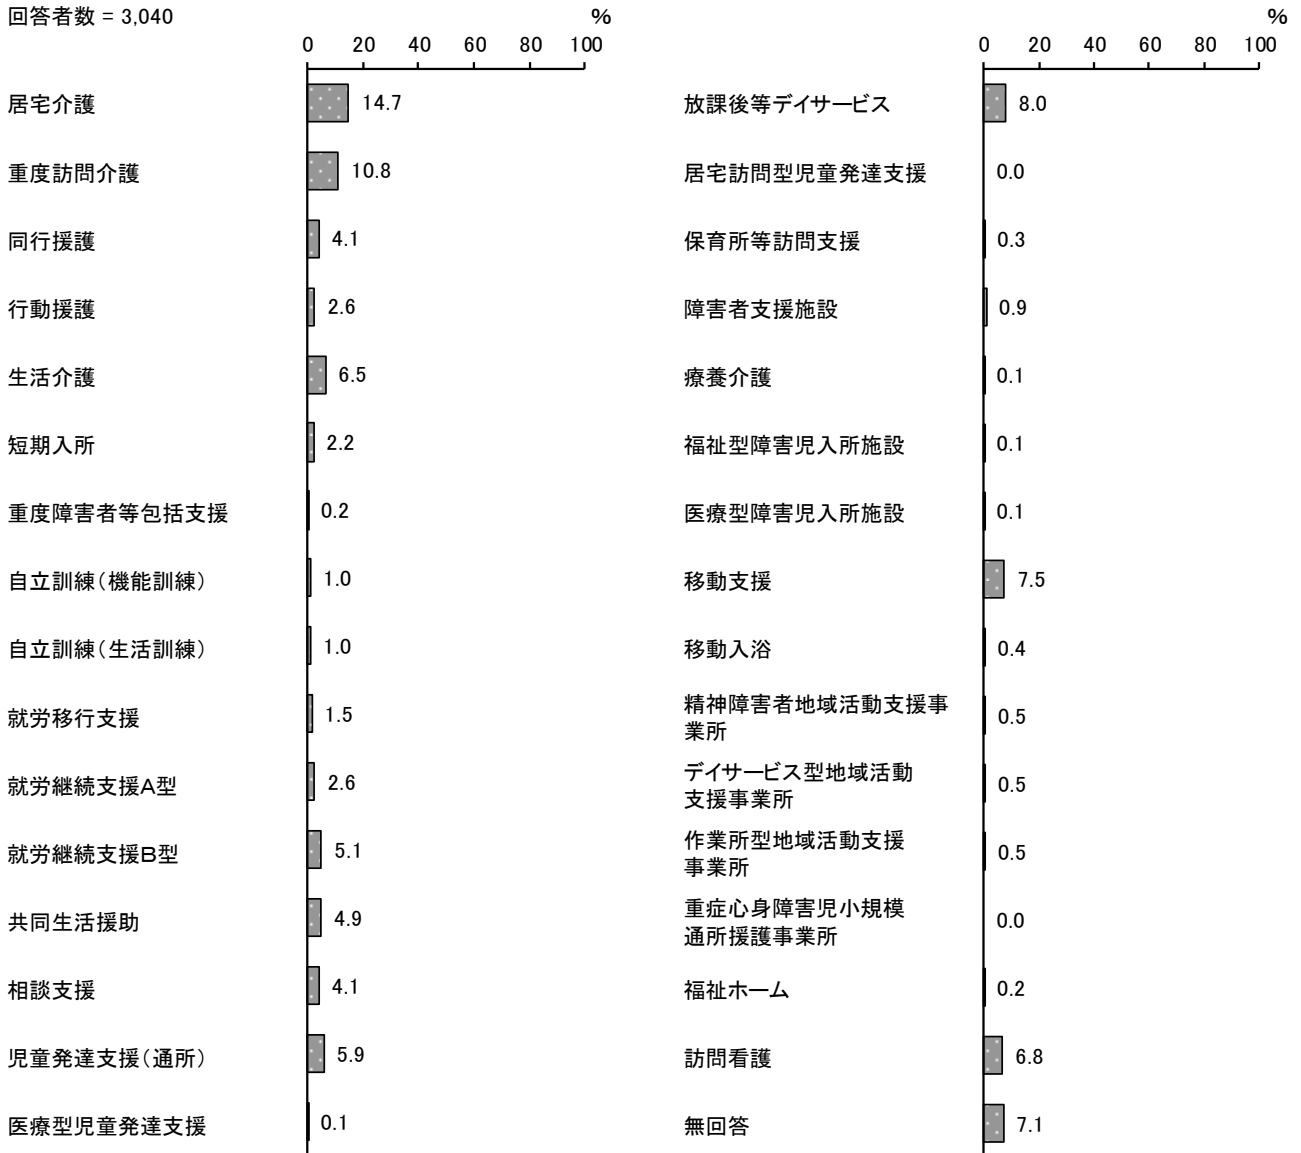 回答者数 = 3,040
%
0 20 40 60 80 100
居宅介護 14.7
重度訪問介護 10.8
同行援護 4.1
行動援護 2.6
生活介護 6.5
短期入所 2.2
重度障害者等包括支援 0.2
自立訓練(機能訓練) 1.0
自立訓練(生活訓練) 1.0
就労移行支援 1.5
就労継続支援A型 2.6
就労継続支援B型 5.1
共同生活援助 4.9
相談支援 4.1
児童発達支援(通所) 5.9
医療型児童発達支援 0.1
%
0 20 40 60 80 100
放課後等デイサービス 8.0
居宅訪問型児童発達支援 0.0
保育所等訪問支援 0.3
障害者支援施設 0.9
療養介護 0.1
福祉型障害児入所施設 0.1
医療型障害児入所施設 0.1
移動支援 7.5
移動入浴 0.4
精神障害者地域活動支援事
業所 0.5
デイサービス型地域活動
支援事業所 0.5
作業所型地域活動支援
事業所 0.5
重症心身障害児小規模
通所援護事業所 0.0
福祉ホーム 0.2
訪問看護 6.8
無回答 7.1